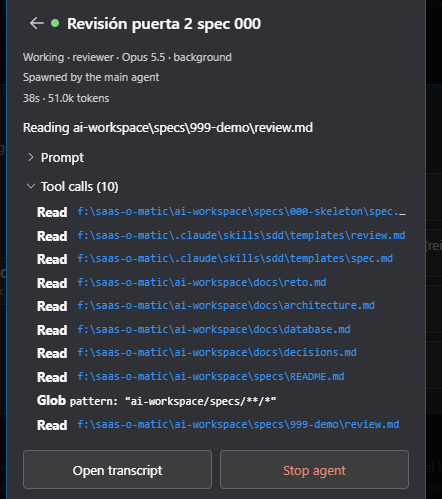 Revisión puerta 2 spec 000
Working · reviewer · Opus 5.5 · background
Spawned by the main agent
38s · 51.0k tokens
Reading ai-workspace\specs\999-demo\review.md
Prompt
Tool calls (10)
Read f:\saas-o-matic\ai-workspace\specs\000-skeleton\spec....
Read f:\saas-o-matic\.claude\skills\sdd\templates\review.md
Read f:\saas-o-matic\.claude\skills\sdd\templates\spec.md
Read f:\saas-o-matic\ai-workspace\docs\reto.md
Read f:\saas-o-matic\ai-workspace\docs\architecture.md
Read f:\saas-o-matic\ai-workspace\docs\database.md
Read f:\saas-o-matic\ai-workspace\docs\decisions.md
Read f:\saas-o-matic\ai-workspace\specs\README.md
Glob pattern: "ai-workspace/specs/**/*"
Read f:\saas-o-matic\ai-workspace\specs\999-demo\review.md
Open transcript
Stop agent